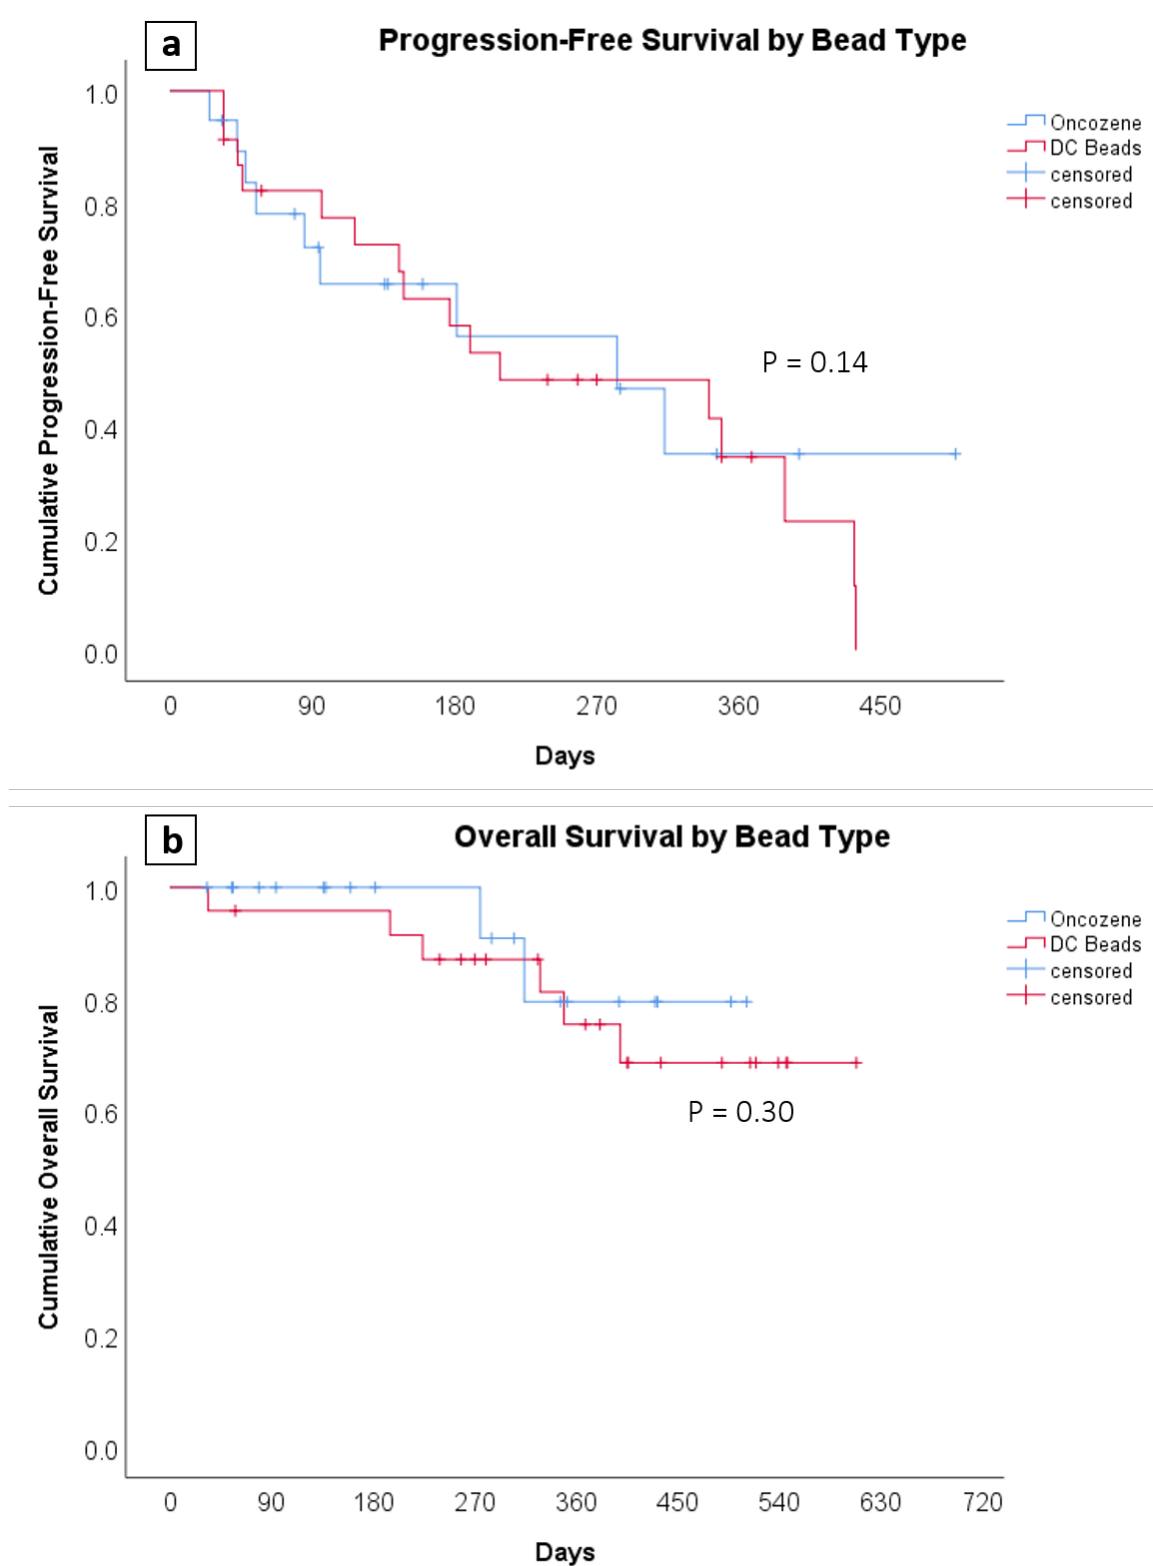 a
Progression-Free Survival by Bead Type
Cumulative Progression-Free Survival
1.0
0.8
0.6
0.4
0.2
0.0
Oncozene
DC Beads
censored
censored
P = 0.14
0 90 180 270 360 450
Days
b
Overall Survival by Bead Type
Cumulative Overall Survival
1.0
0.8
0.6
0.4
0.2
0.0
Oncozene
DC Beads
censored
censored
P = 0.30
0 90 180 270 360 450 540 630 720
Days